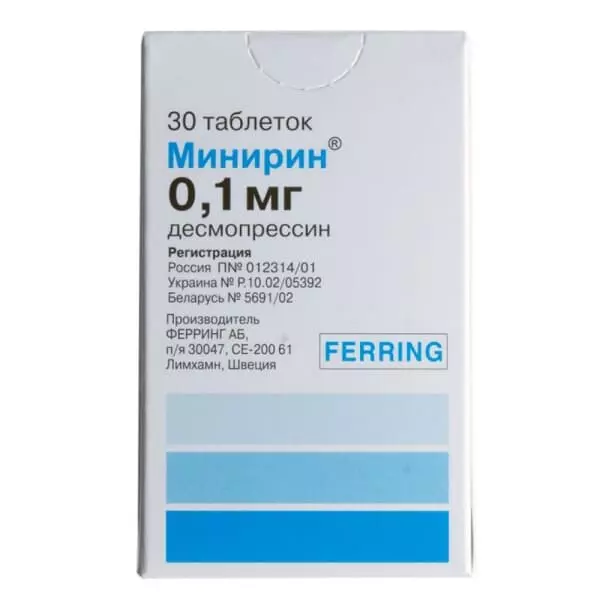 30 таблеток
Минирин®
0,1 мг
десмопрессин
Регистрация
Россия П№ 012314/01
Украина № Р.10.02/05392
Беларусь № 5691/02
Производитель
ФЕРРИНГ АБ,
п/я 30047, СЕ-200 61
Лимхамн, Швеция
FERRING